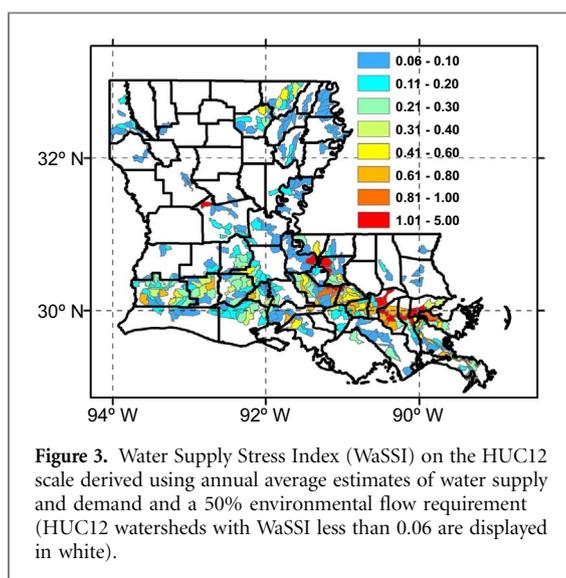 0.06 - 0.10
0.11 - 0.20
0.21 - 0.30
0.31 - 0.40
0.41 - 0.60
0.61 - 0.80
0.81 - 1.00
1.01 - 5.00
32° N
30° N
94° W 92° W 90° W
Figure 3. Water Supply Stress Index (WaSSI) on the HUC12
scale derived using annual average estimates of water supply
and demand and a 50% environmental flow requirement
(HUC12 watersheds with WaSSI less than 0.06 are displayed
in white).